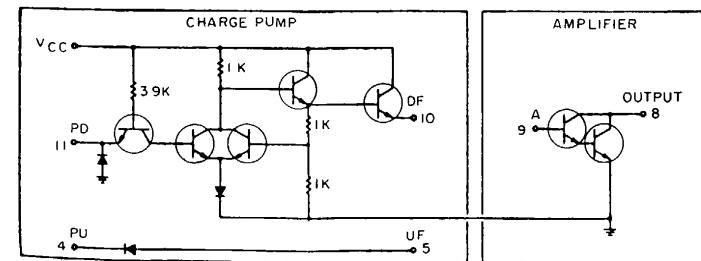 CHARGE PUMP
AMPLIFIER
VCC
1K
39K
PD
11
DF
10
1K
1K
A
9
OUTPUT
8
PU
4
UF
5